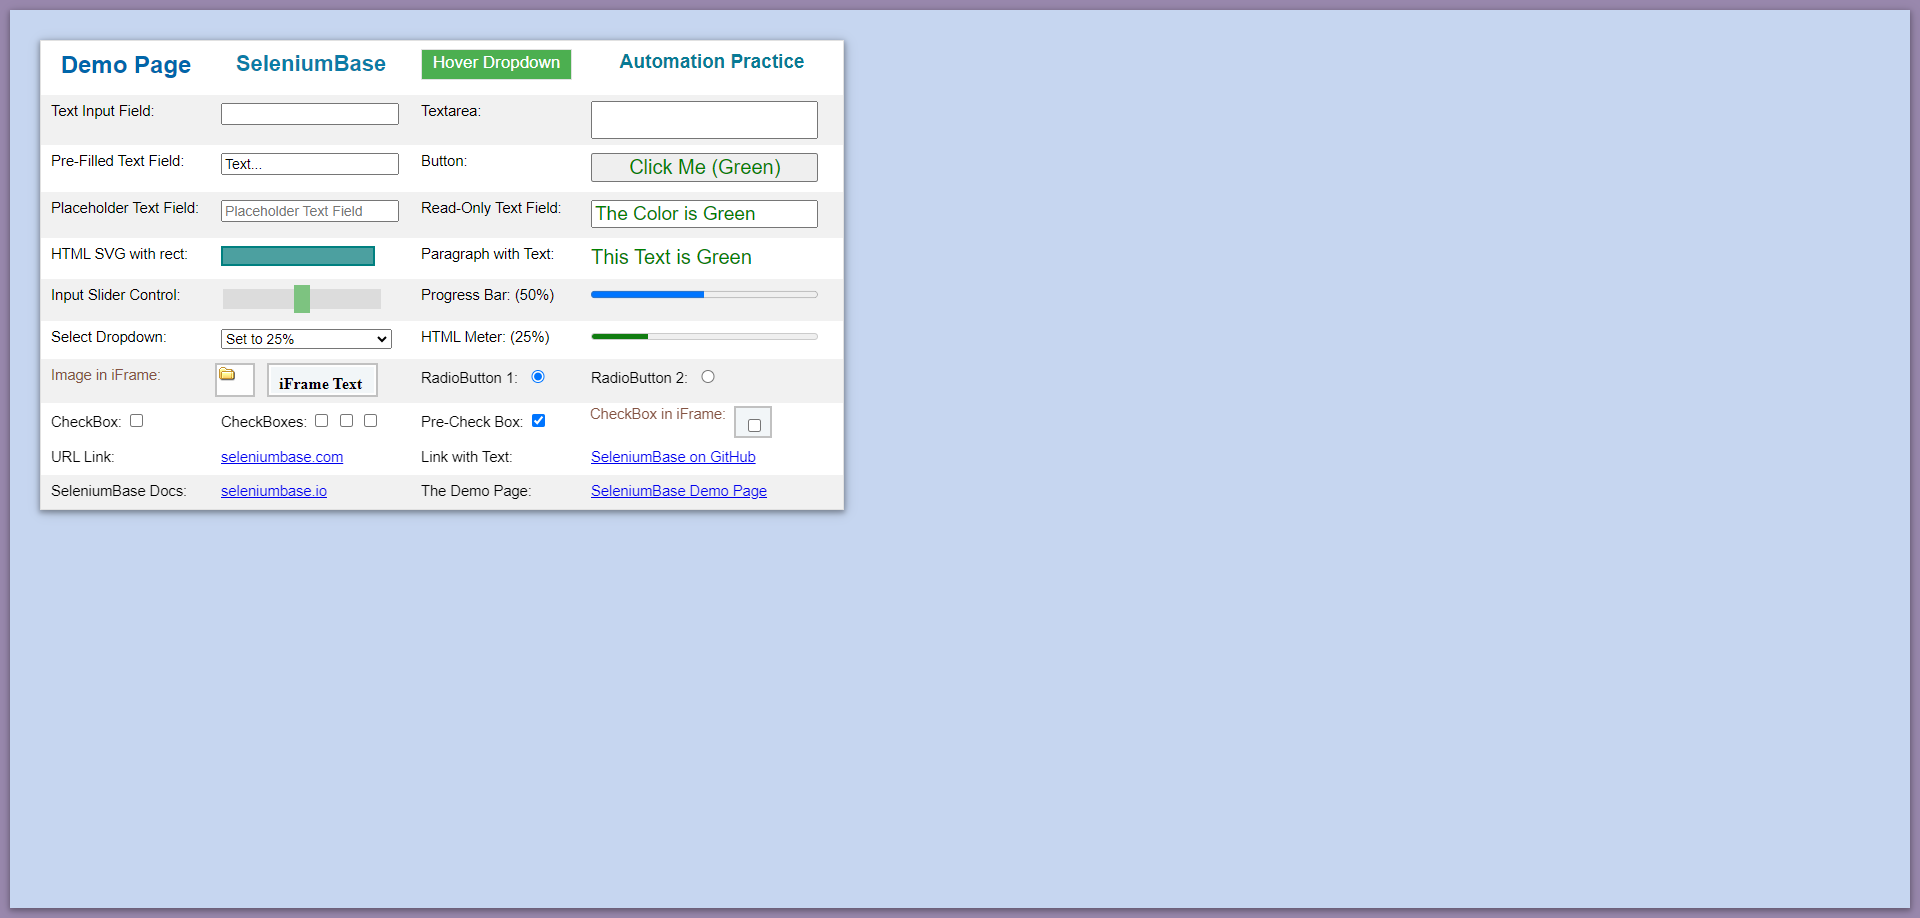 Demo Page SeleniumBase Hover Dropdown Automation Practice
Text Input Field: Textarea:
Pre-Filled Text Field: Text... Button: Click Me (Green)
Placeholder Text Field: Placeholder Text Field Read-Only Text Field: The Color is Green
HTML SVG with rect: Paragraph with Text: This Text is Green
Input Slider Control: Progress Bar: (50%)
Select Dropdown: Set to 25% HTML Meter: (25%)
Image in iFrame: iFrame Text RadioButton 1: RadioButton 2:
CheckBox: CheckBoxes: Pre-Check Box: CheckBox in iFrame:
URL Link: seleniumbase.com Link with Text: SeleniumBase on GitHub
SeleniumBase Docs: seleniumbase.io The Demo Page: SeleniumBase Demo Page